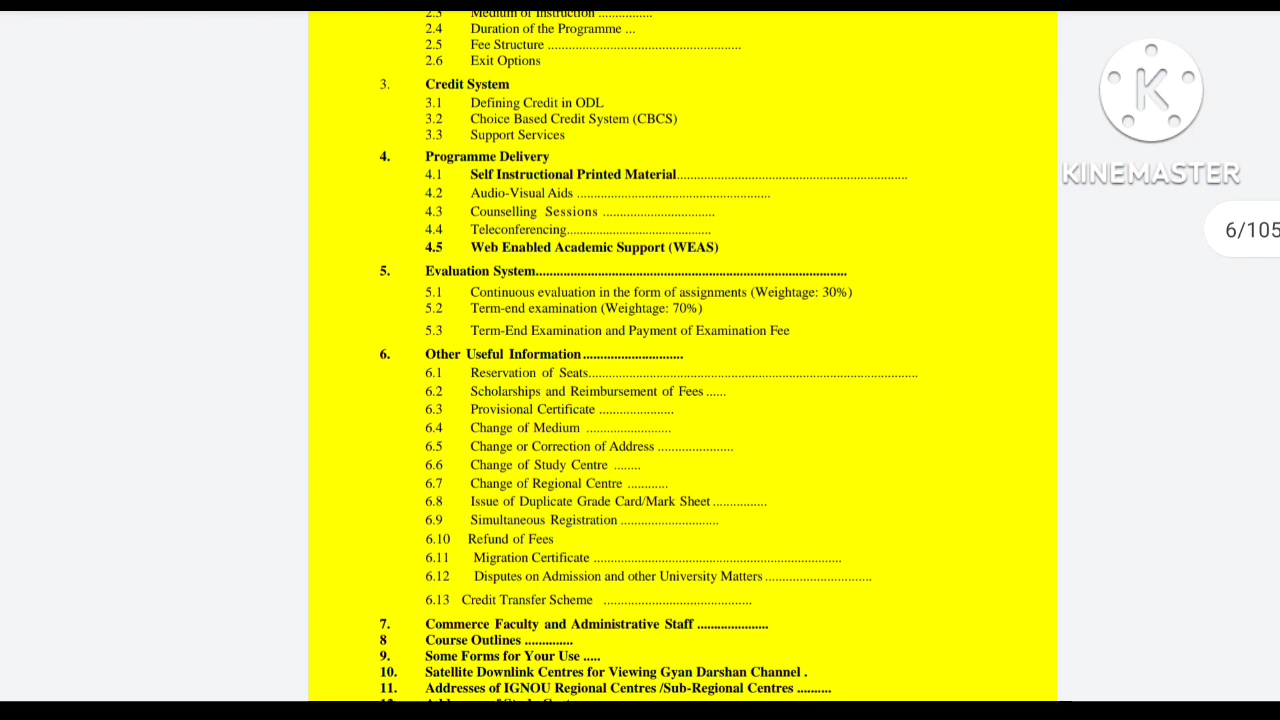 2.3 Medium of Instruction ................
2.4 Duration of the Programme ...
2.5 Fee Structure ........................................................
2.6 Exit Options
3. Credit System
3.1 Defining Credit in ODL
3.2 Choice Based Credit System (CBCS)
3.3 Support Services
4. Programme Delivery
4.1 Self Instructional Printed Material....................................................................
4.2 Audio-Visual Aids ........................................................
4.3 Counselling Sessions ................................
4.4 Teleconferencing..........................................
4.5 Web Enabled Academic Support (WEAS)
5. Evaluation System..........................................................................................
5.1 Continuous evaluation in the form of assignments (Weightage: 30%)
5.2 Term-end examination (Weightage: 70%)
5.3 Term-End Examination and Payment of Examination Fee
6. Other Useful Information.............................
6.1 Reservation of Seats................................................................................................
6.2 Scholarships and Reimbursement of Fees ......
6.3 Provisional Certificate ......................
6.4 Change of Medium .........................
6.5 Change or Correction of Address ......................
6.6 Change of Study Centre ........
6.7 Change of Regional Centre ............
6.8 Issue of Duplicate Grade Card/Mark Sheet ................
6.9 Simultaneous Registration .............................
6.10 Refund of Fees
6.11 Migration Certificate ........................................................................
6.12 Disputes on Admission and other University Matters ...............................
6.13 Credit Transfer Scheme ...........................................
7. Commerce Faculty and Administrative Staff .....................
8 Course Outlines ..............
9. Some Forms for Your Use .....
10. Satellite Downlink Centres for Viewing Gyan Darshan Channel .
11. Addresses of IGNOU Regional Centres /Sub-Regional Centres ..........
K
KINEMASTER
6/105